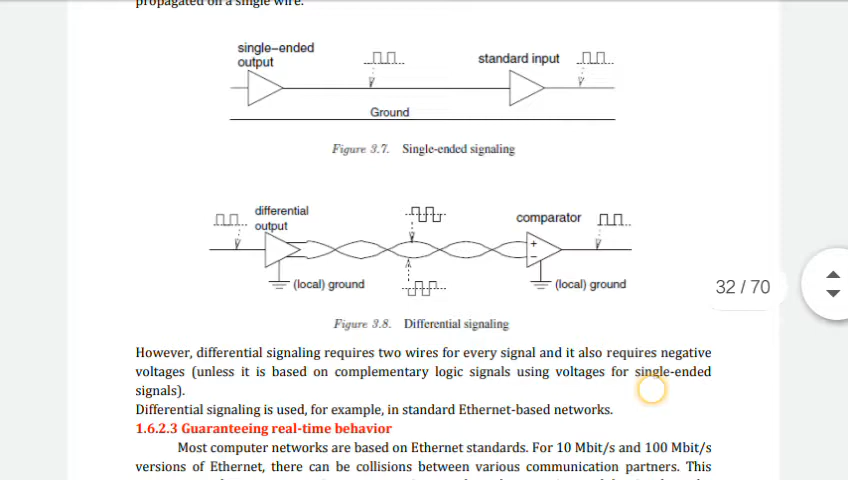 propagated on a single wire.
single-ended
output
standard input
Ground
Figure 3.7. Single-ended signaling
differential
output
comparator
+
−
(local) ground
(local) ground
32 / 70
Figure 3.8. Differential signaling
However, differential signaling requires two wires for every signal and it also requires negative
voltages (unless it is based on complementary logic signals using voltages for single-ended
signals).
Differential signaling is used, for example, in standard Ethernet-based networks.
1.6.2.3 Guaranteeing real-time behavior
Most computer networks are based on Ethernet standards. For 10 Mbit/s and 100 Mbit/s
versions of Ethernet, there can be collisions between various communication partners. This